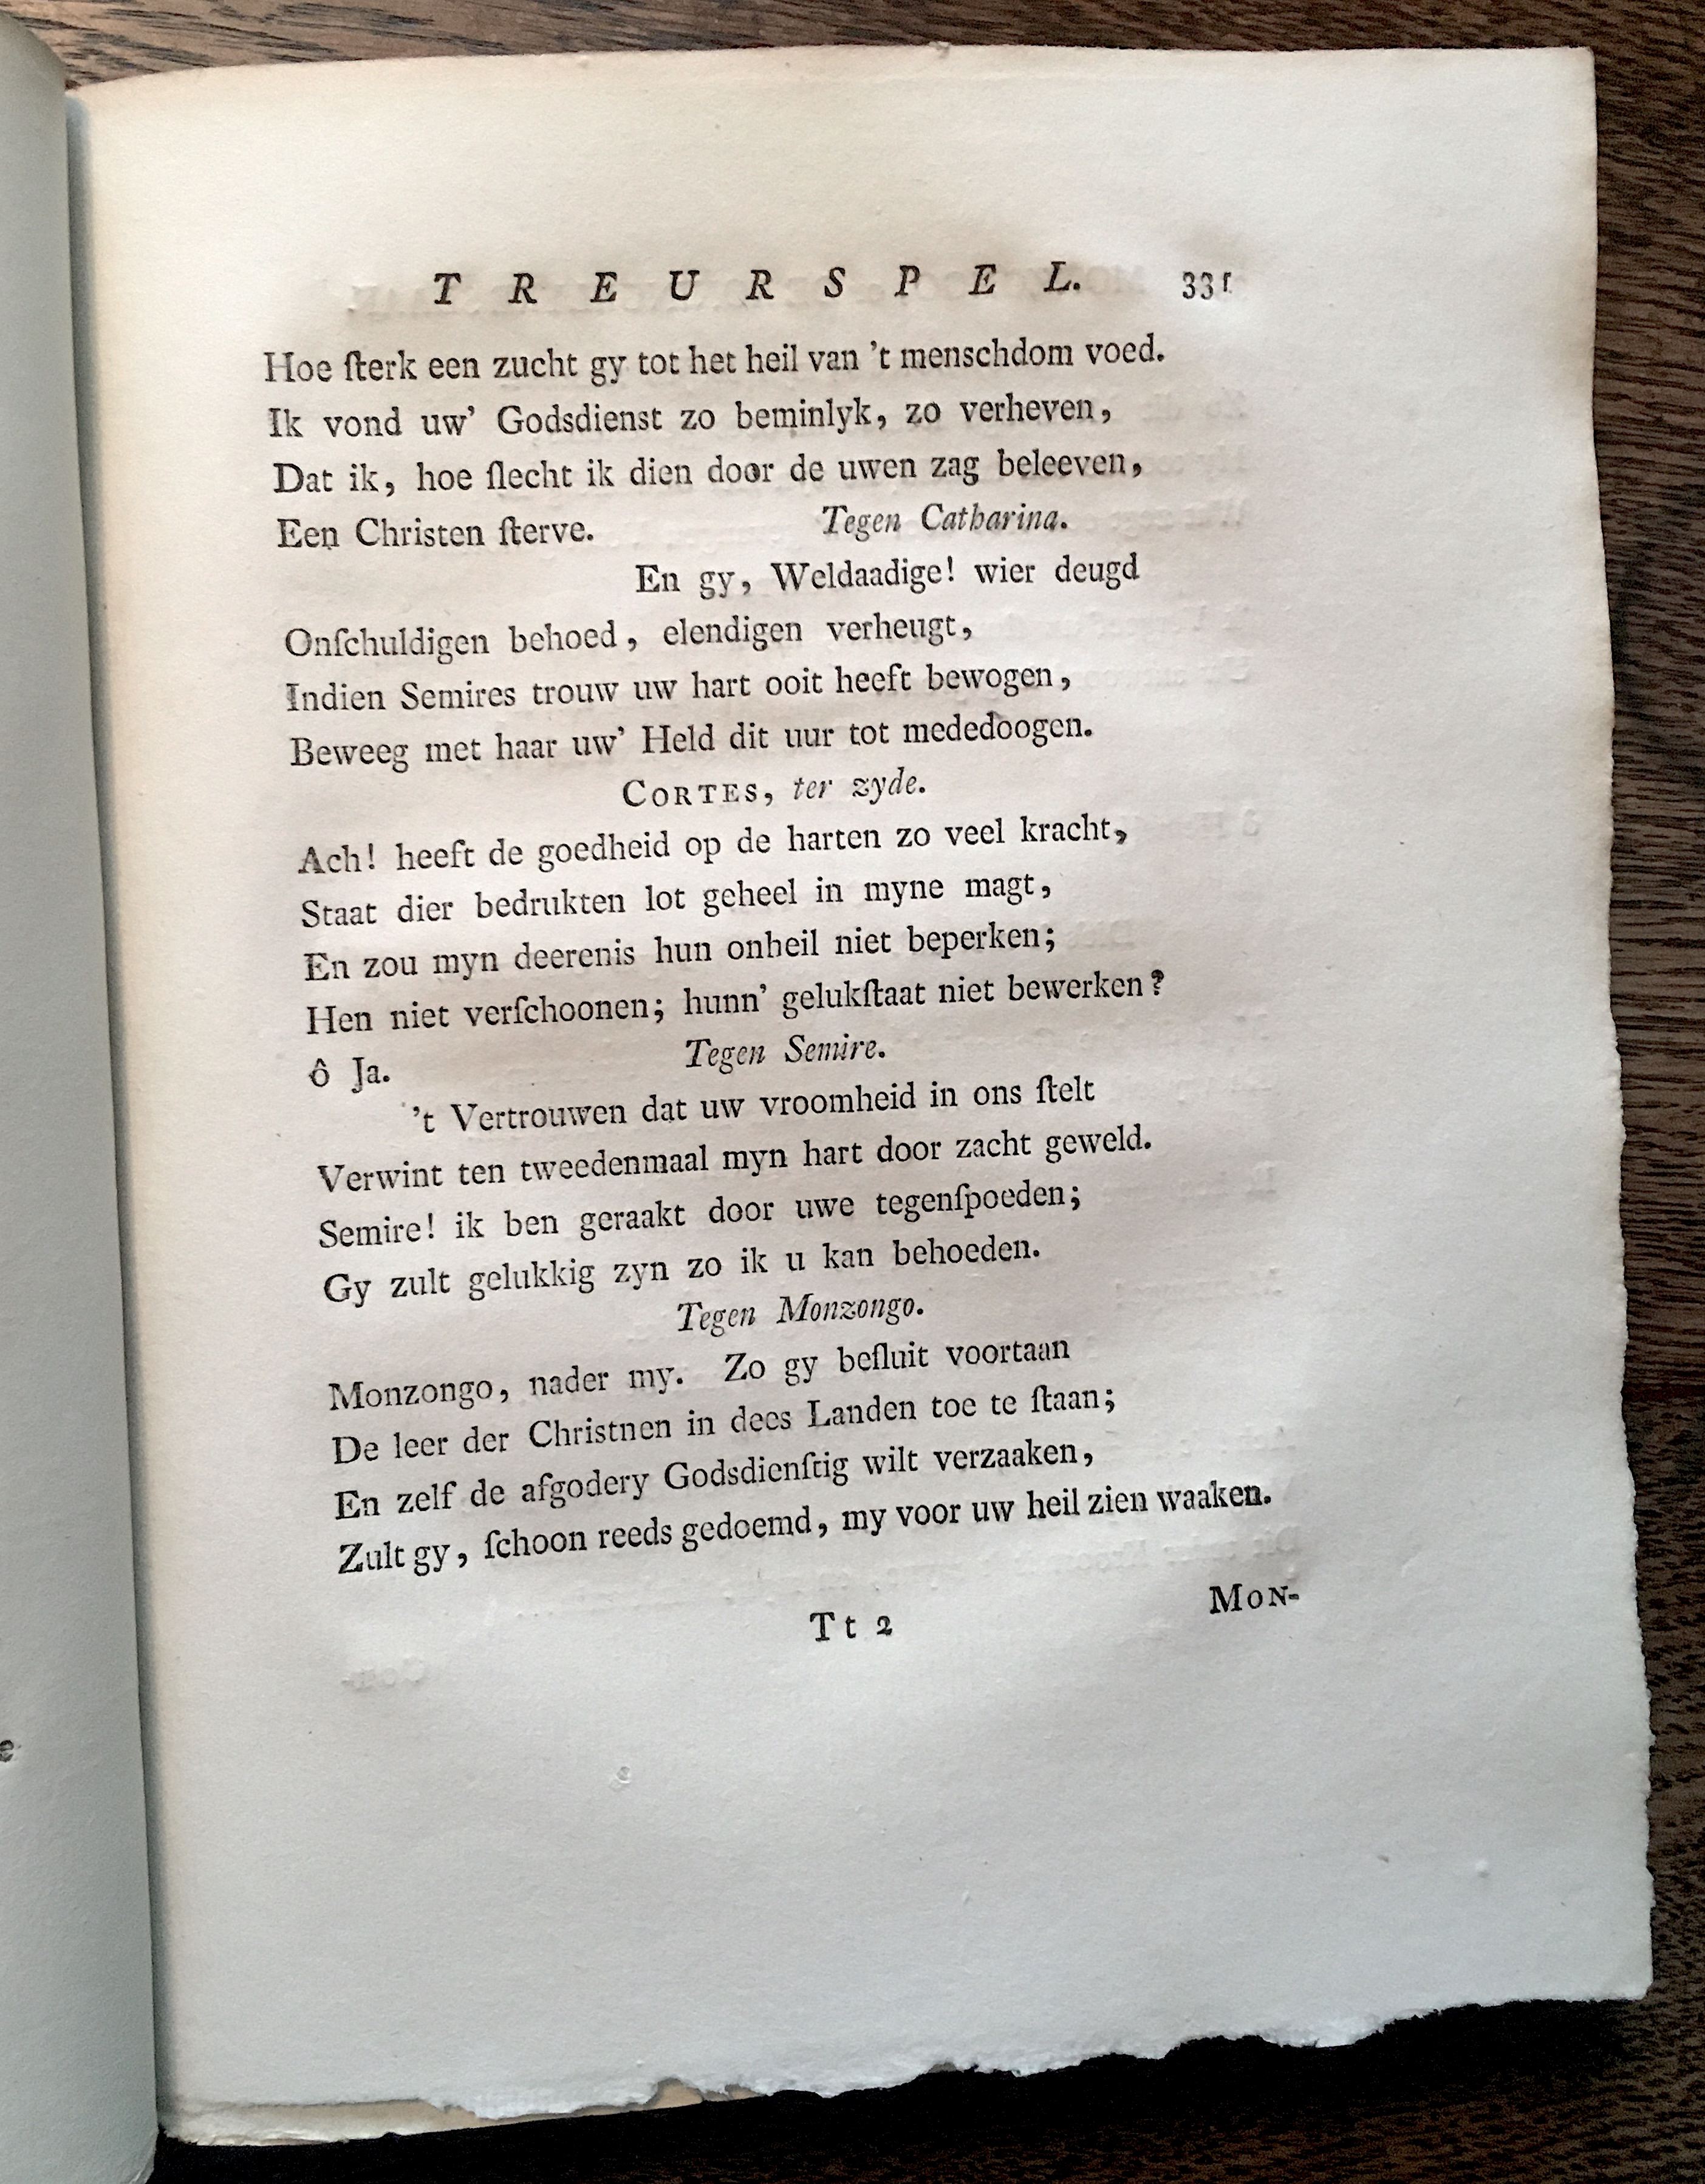 T R E U R S P E L. 331
Hoe ſterk een zucht gy tot het heil van 't menschdom voed.
Ik vond uw' Godsdienst zo beminlyk, zo verheven,
Dat ik, hoe ſlecht ik dien door de uwen zag beleeven,
Een Christen ſterve. Tegen Catharina.
En gy, Weldaadige! wier deugd
Onſchuldigen behoed, elendigen verheugt,
Indien Semires trouw uw hart ooit heeft bewogen,
Beweeg met haar uw' Held dit uur tot mededoogen.
CORTES, ter zyde.
Ach! heeft de goedheid op de harten zo veel kracht,
Staat dier bedrukten lot geheel in myne magt,
En zou myn deerenis hun onheil niet beperken;
Hen niet verſchoonen; hunn' gelukſtaat niet bewerken?
ô Ja. Tegen Semire.
't Vertrouwen dat uw vroomheid in ons ſtelt
Verwint ten tweedenmaal myn hart door zacht geweld.
Semire! ik ben geraakt door uwe tegenſpoeden;
Gy zult gelukkig zyn zo ik u kan behoeden.
Tegen Monzongo.
Monzongo, nader my. Zo gy beſluit voortaan
De leer der Christnen in dees Landen toe te ſtaan;
En zelf de afgodery Godsdienſtig wilt verzaaken,
Zult gy, ſchoon reeds gedoemd, my voor uw heil zien waaken.
Tt 2 MON-